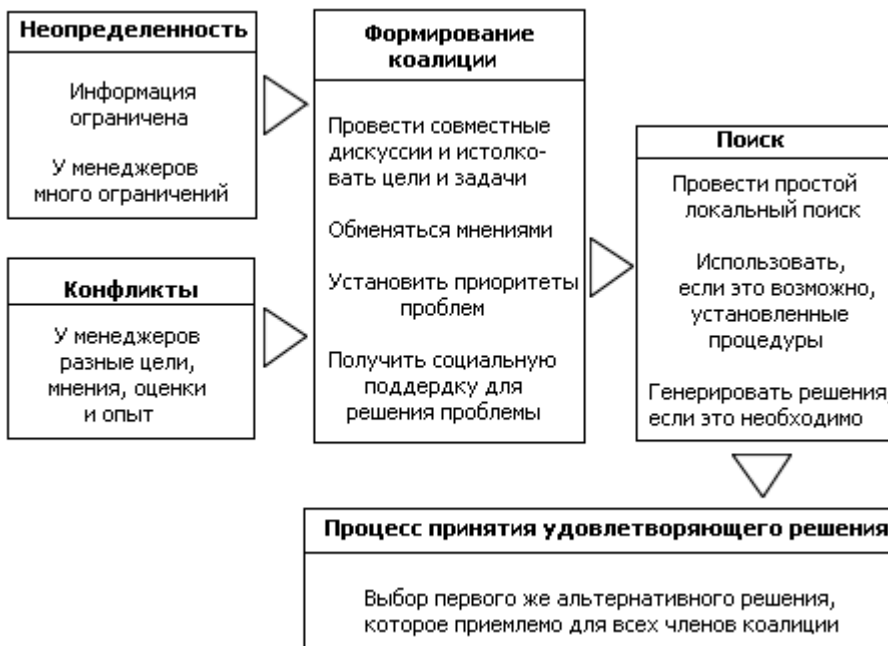 Неопределенность
Информация
ограничена
У менеджеров
много ограничений
Конфликты
У менеджеров
разные цели,
мнения, оценки
и опыт
Формирование
коалиции
Провести совместные
дискуссии и истолко-
вать цели и задачи
Обменяться мнениями
Установить приоритеты
проблем
Получить социальную
поддердку для
решения проблемы
Поиск
Провести простой
локальный поиск
Использовать,
если это возможно,
установленные
процедуры
Генерировать решения,
если это необходимо
Процесс принятия удовлетворяющего решения
Выбор первого же альтернативного решения,
которое приемлемо для всех членов коалиции